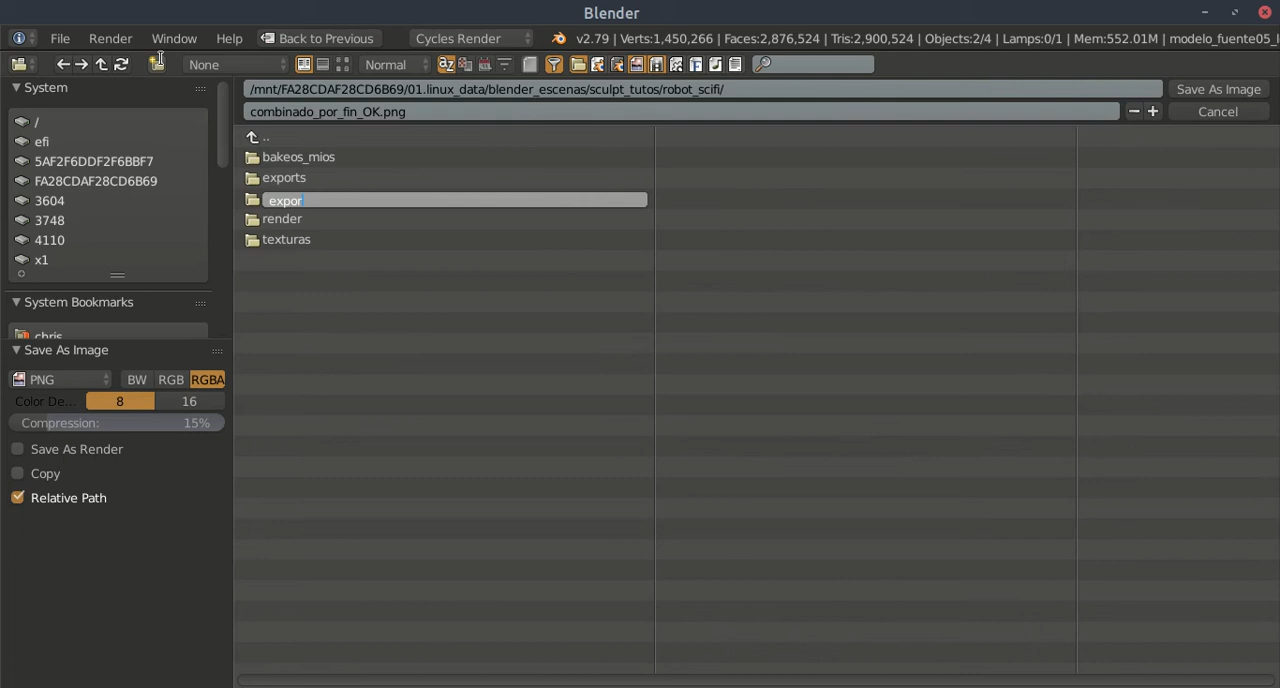 Blender
File Render Window Help Back to Previous Cycles Render v2.79 | Verts:1,450,266 | Faces:2,876,524 | Tris:2,900,524 | Objects:2/4 | Lamps:0/1 | Mem:552.01M | modelo_fuente05_
None Normal
System
/
efi
5AF2F6DDF2F6BBF7
FA28CDAF28CD6B69
3604
3748
4110
x1
System Bookmarks
chris
Save As Image
PNG BW RGB RGBA
Color De... 8 16
Compression: 15%
Save As Render
Copy
Relative Path
/mnt/FA28CDAF28CD6B69/01.linux_data/blender_escenas/sculpt_tutos/robot_scifi/ Save As Image
combinado_por_fin_OK.png Cancel
..
bakeos_mios
exports
expor
render
texturas